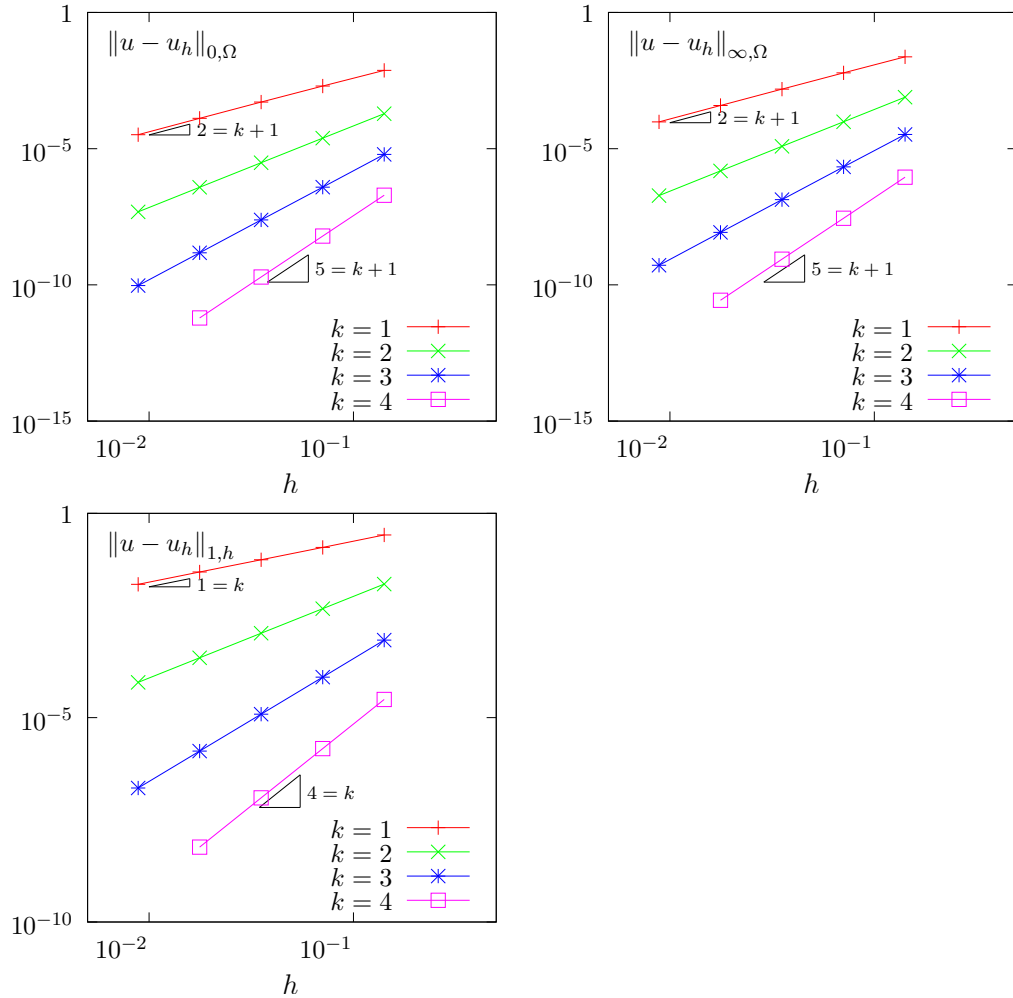 1
‖u − u_h‖_{0,Ω}
2 = k + 1
10^{-5}
5 = k + 1
10^{-10}
k = 1
k = 2
k = 3
k = 4
10^{-15}
10^{-2}
10^{-1}
h
1
‖u − u_h‖_{∞,Ω}
2 = k + 1
10^{-5}
5 = k + 1
10^{-10}
k = 1
k = 2
k = 3
k = 4
10^{-15}
10^{-2}
10^{-1}
h
1
‖u − u_h‖_{1,h}
1 = k
10^{-5}
4 = k
k = 1
k = 2
k = 3
k = 4
10^{-10}
10^{-2}
10^{-1}
h